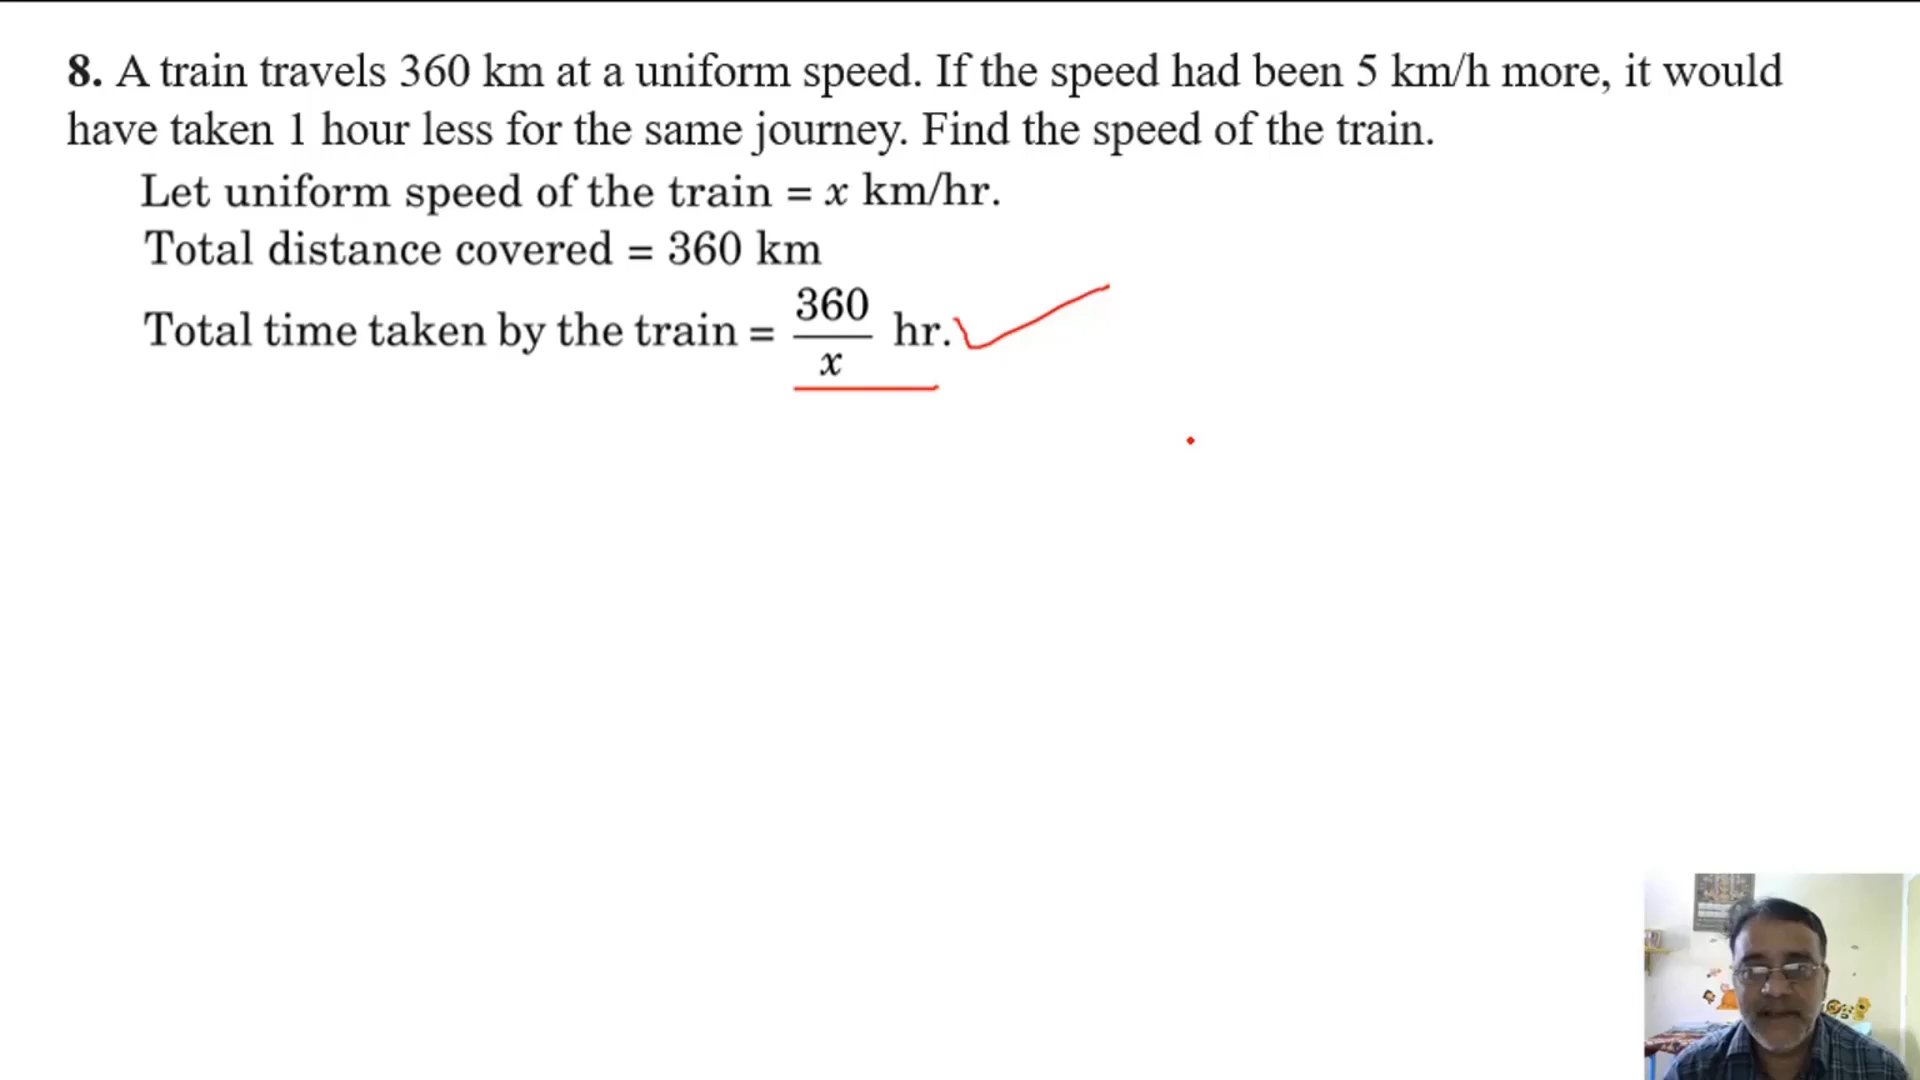 8. A train travels 360 km at a uniform speed. If the speed had been 5 km/h more, it would
have taken 1 hour less for the same journey. Find the speed of the train.
Let uniform speed of the train = x km/hr.
Total distance covered = 360 km
Total time taken by the train = 360/x hr.